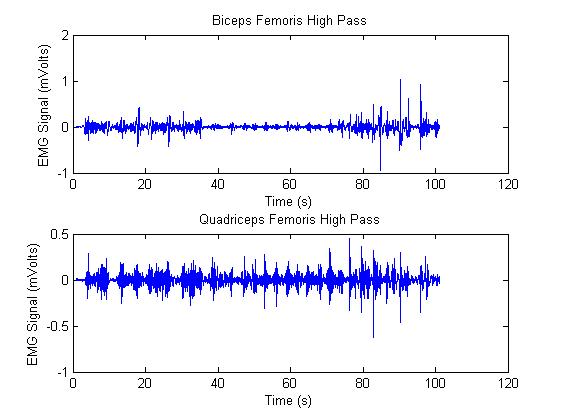 Biceps Femoris High Pass
2
1
0
-1
EMG Signal (mVolts)
0 20 40 60 80 100 120
Time (s)
Quadriceps Femoris High Pass
0.5
0
-0.5
-1
EMG Signal (mVolts)
0 20 40 60 80 100 120
Time (s)